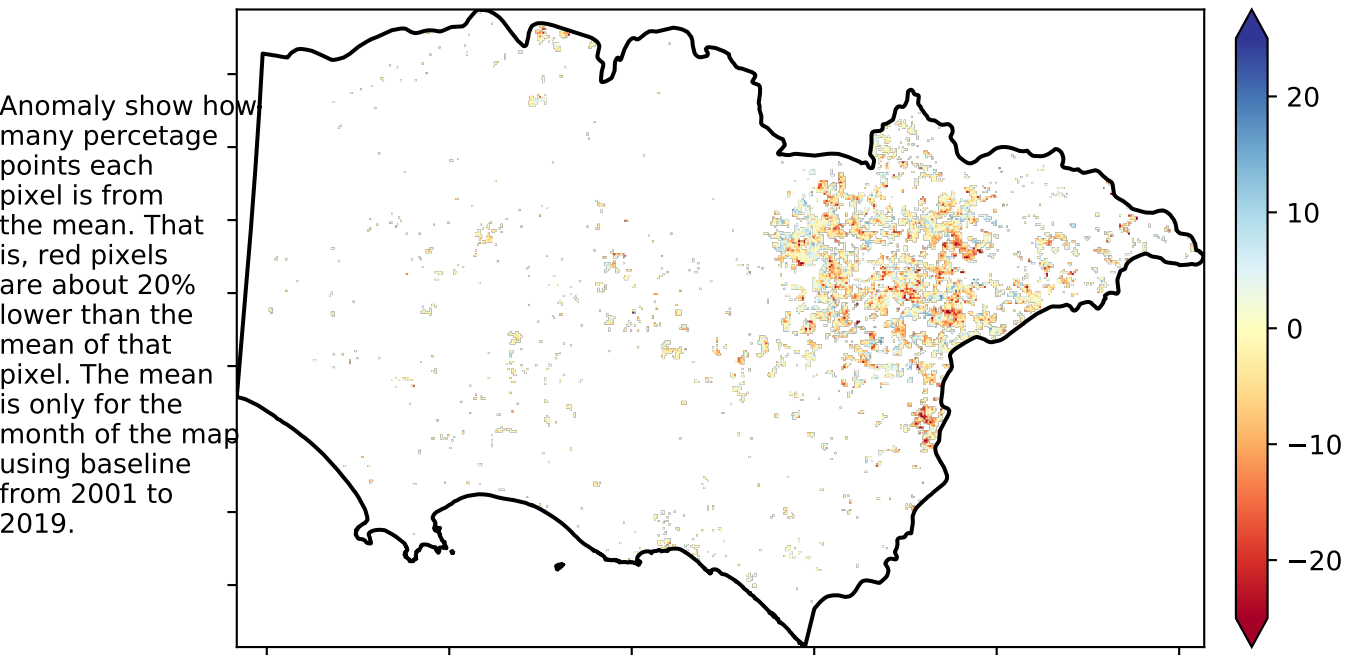 Anomaly show how
many percetage
points each
pixel is from
the mean. That
is, red pixels
are about 20%
lower than the
mean of that
pixel. The mean
is only for the
month of the map
using baseline
from 2001 to
2019.
20
10
0
−10
−20